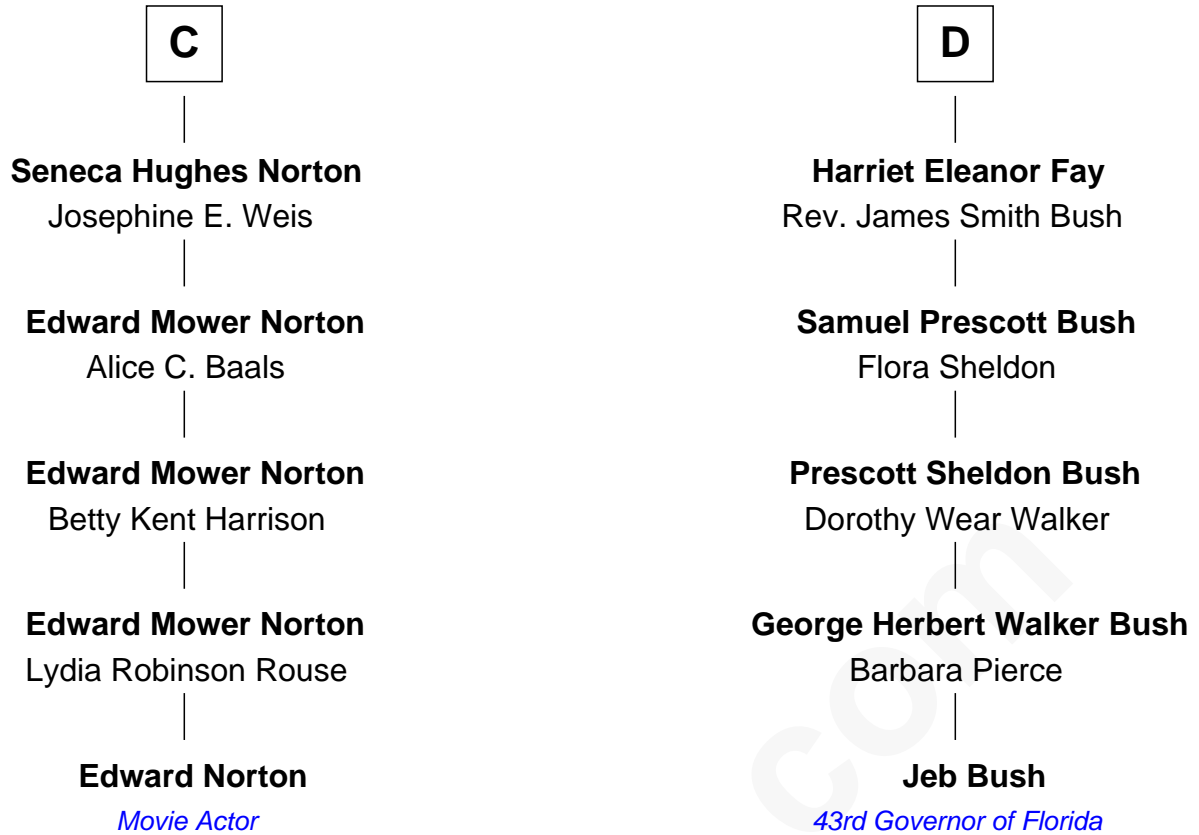 C
Seneca Hughes Norton
Josephine E. Weis
Edward Mower Norton
Alice C. Baals
Edward Mower Norton
Betty Kent Harrison
Edward Mower Norton
Lydia Robinson Rouse
Edward Norton
Movie Actor
D
Harriet Eleanor Fay
Rev. James Smith Bush
Samuel Prescott Bush
Flora Sheldon
Prescott Sheldon Bush
Dorothy Wear Walker
George Herbert Walker Bush
Barbara Pierce
Jeb Bush
43rd Governor of Florida
com